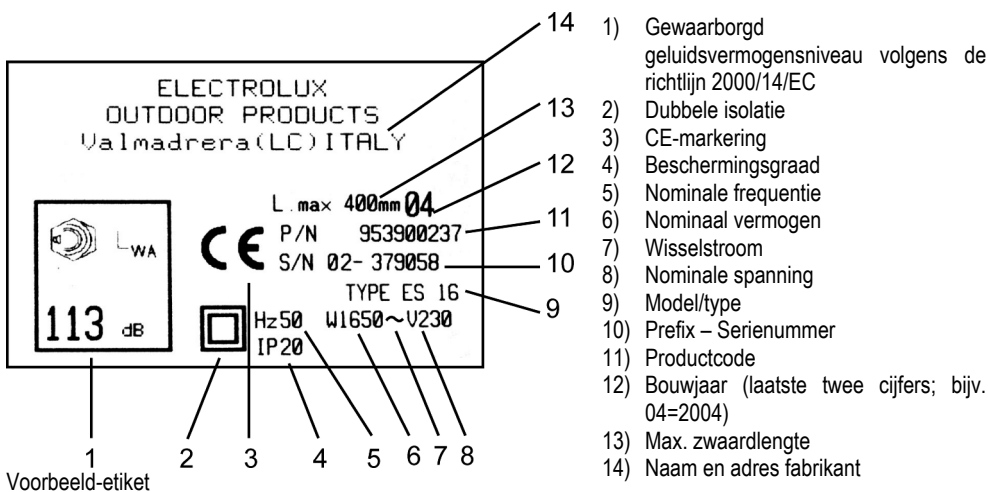 14
ELECTROLUX
OUTDOOR PRODUCTS
Valmadrera(LC)ITALY
13
12
L.max 400mm 04
11
P/N 953900237
LWA
CE
10
S/N 02- 379058
9
TYPE ES 16
113 dB
Hz50 W1650~V230
IP20
1 2 3 4 5 6 7 8
Voorbeeld-etiket
1) Gewaarborgd
geluidsvermogensniveau volgens de
richtlijn 2000/14/EC
2) Dubbele isolatie
3) CE-markering
4) Beschermingsgraad
5) Nominale frequentie
6) Nominaal vermogen
7) Wisselstroom
8) Nominale spanning
9) Model/type
10) Prefix – Serienummer
11) Productcode
12) Bouwjaar (laatste twee cijfers; bijv.
04=2004)
13) Max. zwaardlengte
14) Naam en adres fabrikant